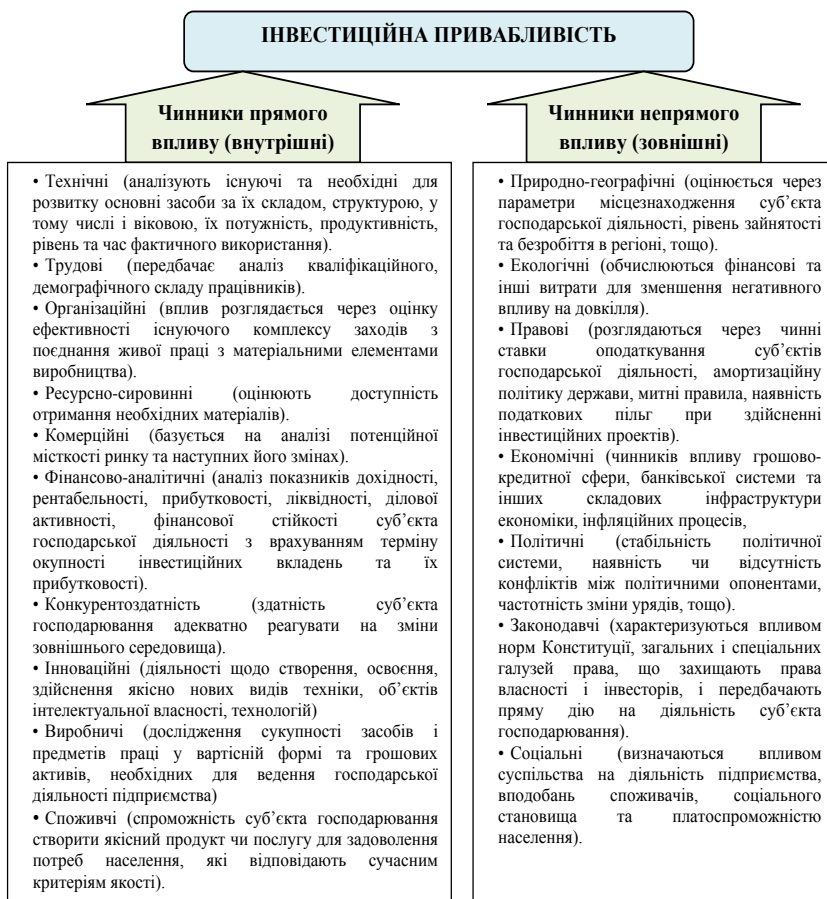 ІНВЕСТИЦІЙНА ПРИВАБЛИВІСТЬ
Чинники прямого
впливу (внутрішні)
• Технічні (аналізують існуючі та необхідні для
розвитку основні засоби за їх складом, структурою, у
тому числі і віковою, їх потужність, продуктивність,
рівень та час фактичного використання).
• Трудові (передбачає аналіз кваліфікаційного,
демографічного складу працівників).
• Організаційні (вплив розглядається через оцінку
ефективності існуючого комплексу заходів з
поєднання живої праці з матеріальними елементами
виробництва).
• Ресурсно-сировинні (оцінюють доступність
отримання необхідних матеріалів).
• Комерційні (базується на аналізі потенційної
місткості ринку та наступних його змінах).
• Фінансово-аналітичні (аналіз показників дохідності,
рентабельності, прибутковості, ліквідності, ділової
активності, фінансової стійкості суб’єкта
господарської діяльності з врахуванням терміну
окупності інвестиційних вкладень та їх
прибутковості).
• Конкурентоздатність (здатність суб’єкта
господарювання адекватно реагувати на зміни
зовнішнього середовища).
• Інноваційні (діяльності щодо створення, освоєння,
здійснення якісно нових видів техніки, об’єктів
інтелектуальної власності, технологій)
• Виробничі (дослідження сукупності засобів і
предметів праці у вартісній формі та грошових
активів, необхідних для ведення господарської
діяльності підприємства)
• Споживчі (спроможність суб’єкта господарювання
створити якісний продукт чи послугу для задоволення
потреб населення, які відповідають сучасним
критеріям якості).
Чинники непрямого
впливу (зовнішні)
• Природно-географічні (оцінюється через
параметри місцезнаходження суб’єкта
господарської діяльності, рівень зайнятості
та безробіття в регіоні, тощо).
• Екологічні (обчислюються фінансові та
інші витрати для зменшення негативного
впливу на довкілля).
• Правові (розглядаються через чинні
ставки оподаткування суб’єктів
господарської діяльності, амортизаційну
політику держави, митні правила, наявність
податкових пільг при здійсненні
інвестиційних проектів).
• Економічні (чинників впливу грошово-
кредитної сфери, банківської системи та
інших складових інфраструктури
економіки, інфляційних процесів,
• Політичні (стабільність політичної
системи, наявність чи відсутність
конфліктів між політичними опонентами,
частотність зміни урядів, тощо).
• Законодавчі (характеризуются впливом
норм Конституції, загальних і спеціальних
галузей права, що захищають права
власності і інвесторів, і передбачають
пряму дію на діяльність суб’єкта
господарювання).
• Соціальні (визначаються впливом
суспільства на діяльність підприємства,
вподобань споживачів, соціального
становища та платоспроможністю
населення).